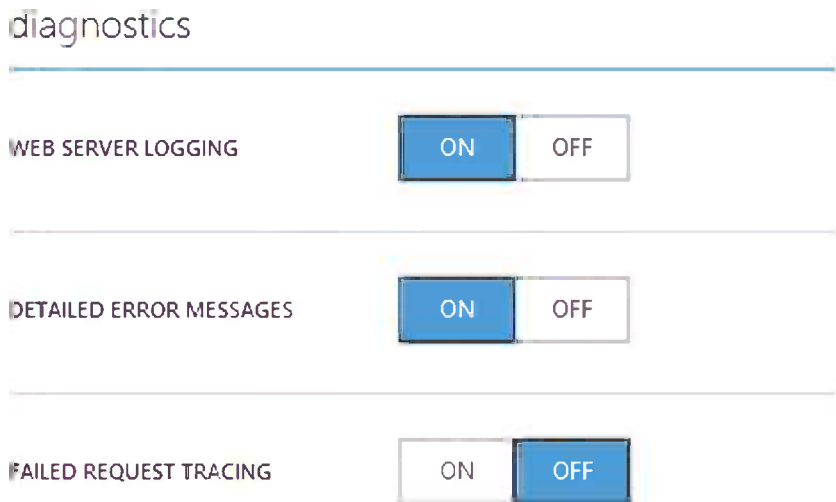 diagnostics
WEB SERVER LOGGING ON OFF
DETAILED ERROR MESSAGES ON OFF
FAILED REQUEST TRACING ON OFF